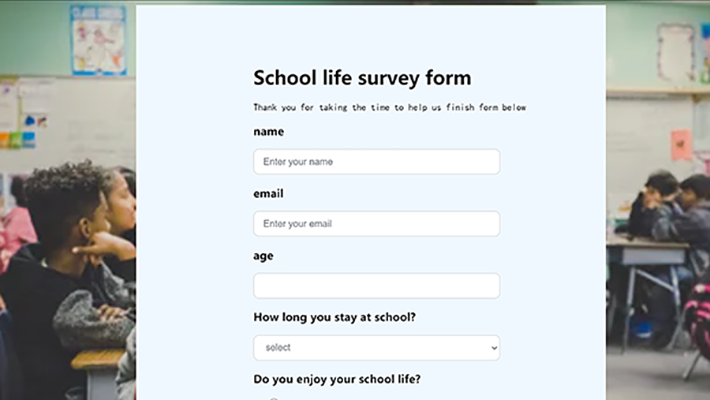 CLASS RULES
School life survey form
Thank you for taking the time to help us finish form below
name
Enter your name
email
Enter your email
age
How long you stay at school?
select
Do you enjoy your school life?